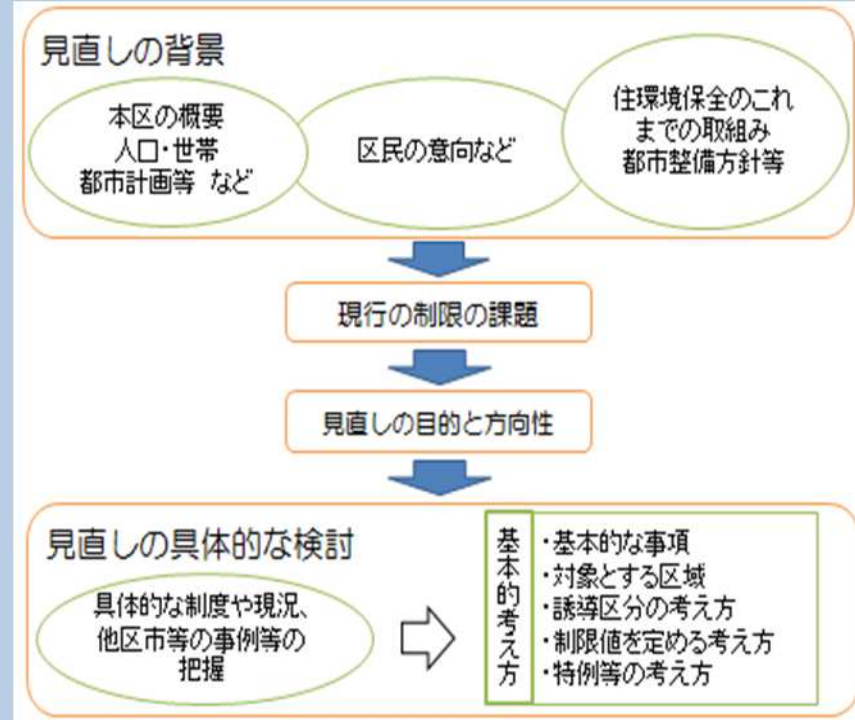 見直しの背景
本区の概要
人口・世帯
都市計画等 など
区民の意向など
住環境保全のこれ
までの取組み
都市整備方針等
現行の制限の課題
見直しの目的と方向性
見直しの具体的な検討
具体的な制度や現況、
他区市等の事例等の
把握
基本的考え方
・基本的な事項
・対象とする区域
・誘導区分の考え方
・制限値を定める考え方
・特例等の考え方